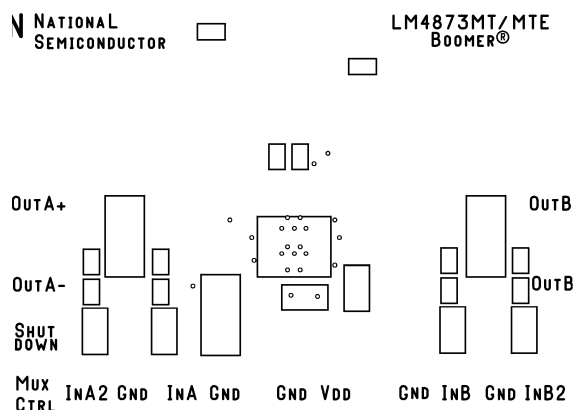 N NATIONAL
SEMICONDUCTOR
LM4873MT/MTE
BOOMER®
OUTA+
OUTB
OUTA-
OUTB
SHUT
DOWN
MUX
CTRL
INA2 GND INA GND GND VDD GND INB GND INB2